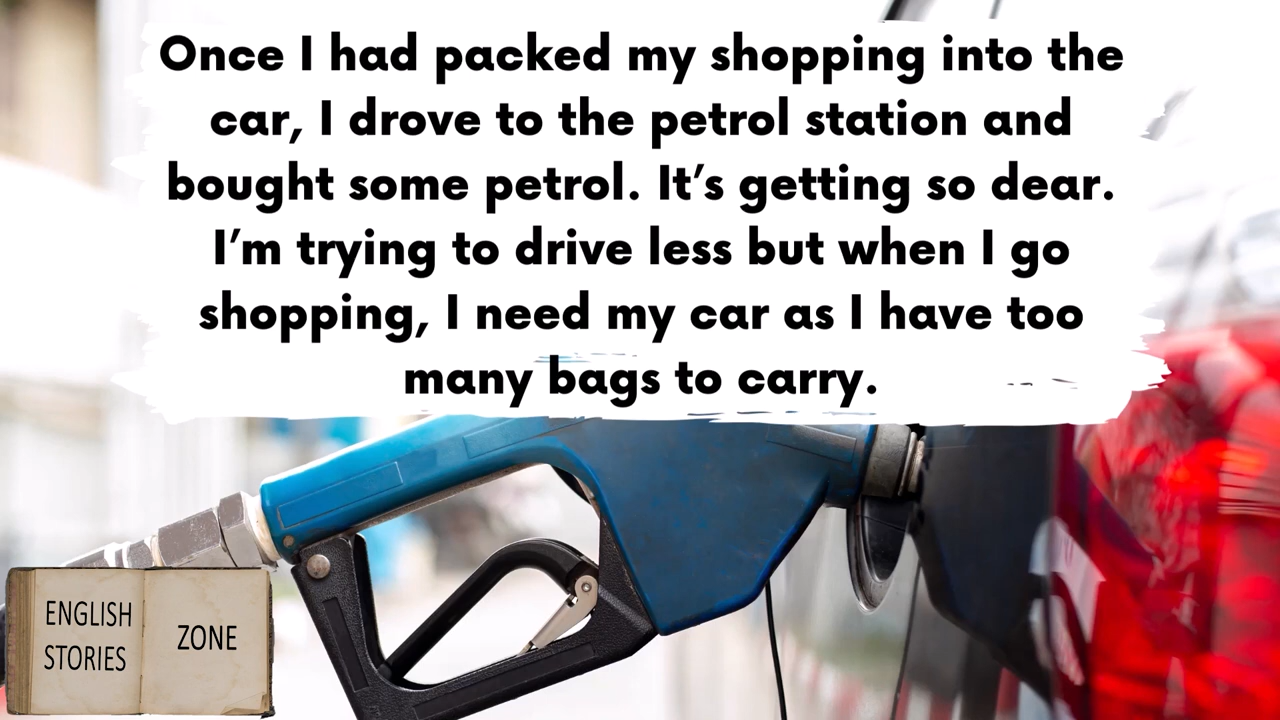 Once I had packed my shopping into the
car, I drove to the petrol station and
bought some petrol. It’s getting so dear.
I’m trying to drive less but when I go
shopping, I need my car as I have too
many bags to carry.
ENGLISH
STORIES
ZONE